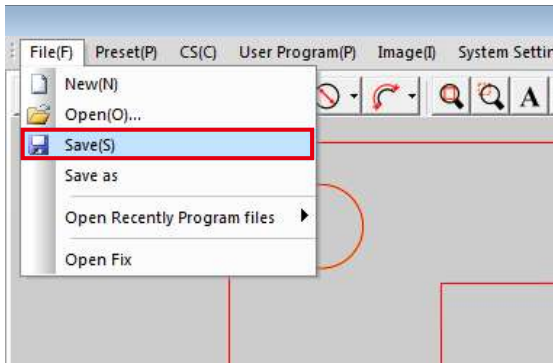 File(F) Preset(P) CS(C) User Program(P) Image(I) System Settin
New(N)
Open(O)...
A
Save(S)
Save as
Open Recently Program files
Open Fix